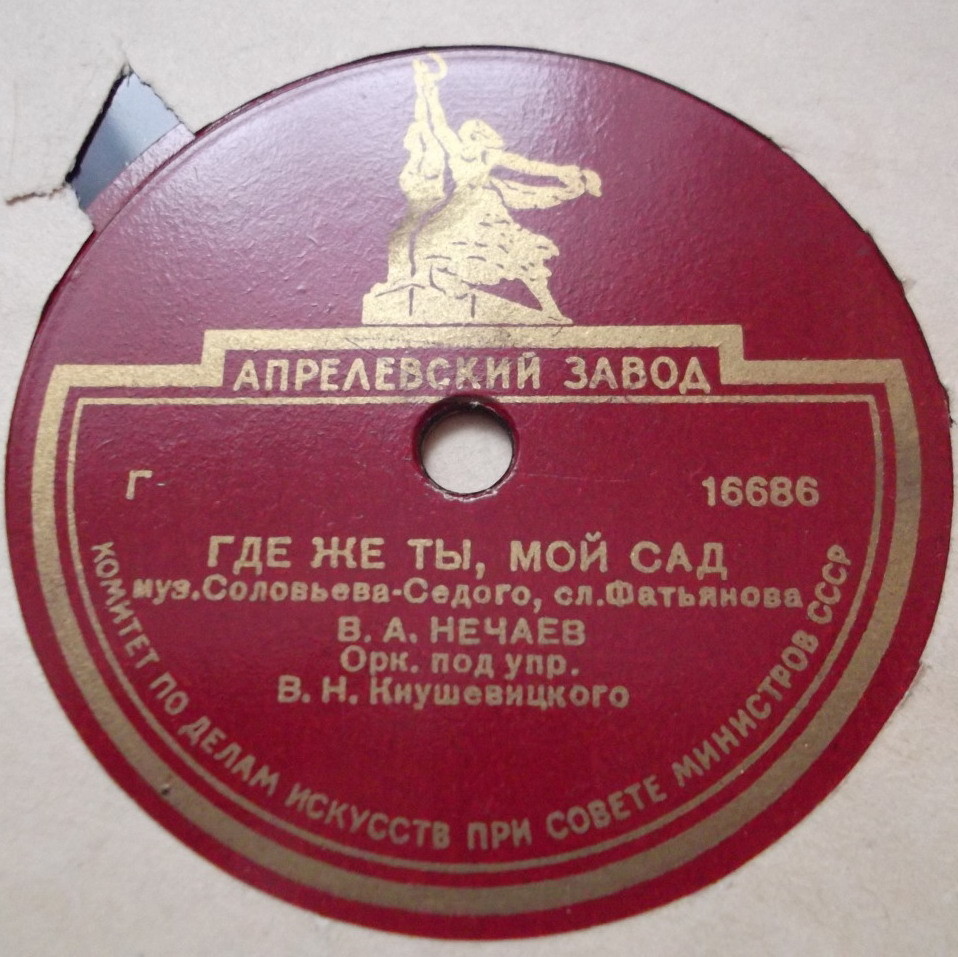 АПРЕЛЕВСКИЙ ЗАВОД
Г 16686
ГДЕ ЖЕ ТЫ, МОЙ САД
муз.Соловьева-Седого, сл.Фатьянова
В. А. НЕЧАЕВ
Орк. под упр.
В. Н. Кнушевицкого
КОМИТЕТ ПО ДЕЛАМ ИСКУССТВ ПРИ СОВЕТЕ МИНИСТРОВ СССР